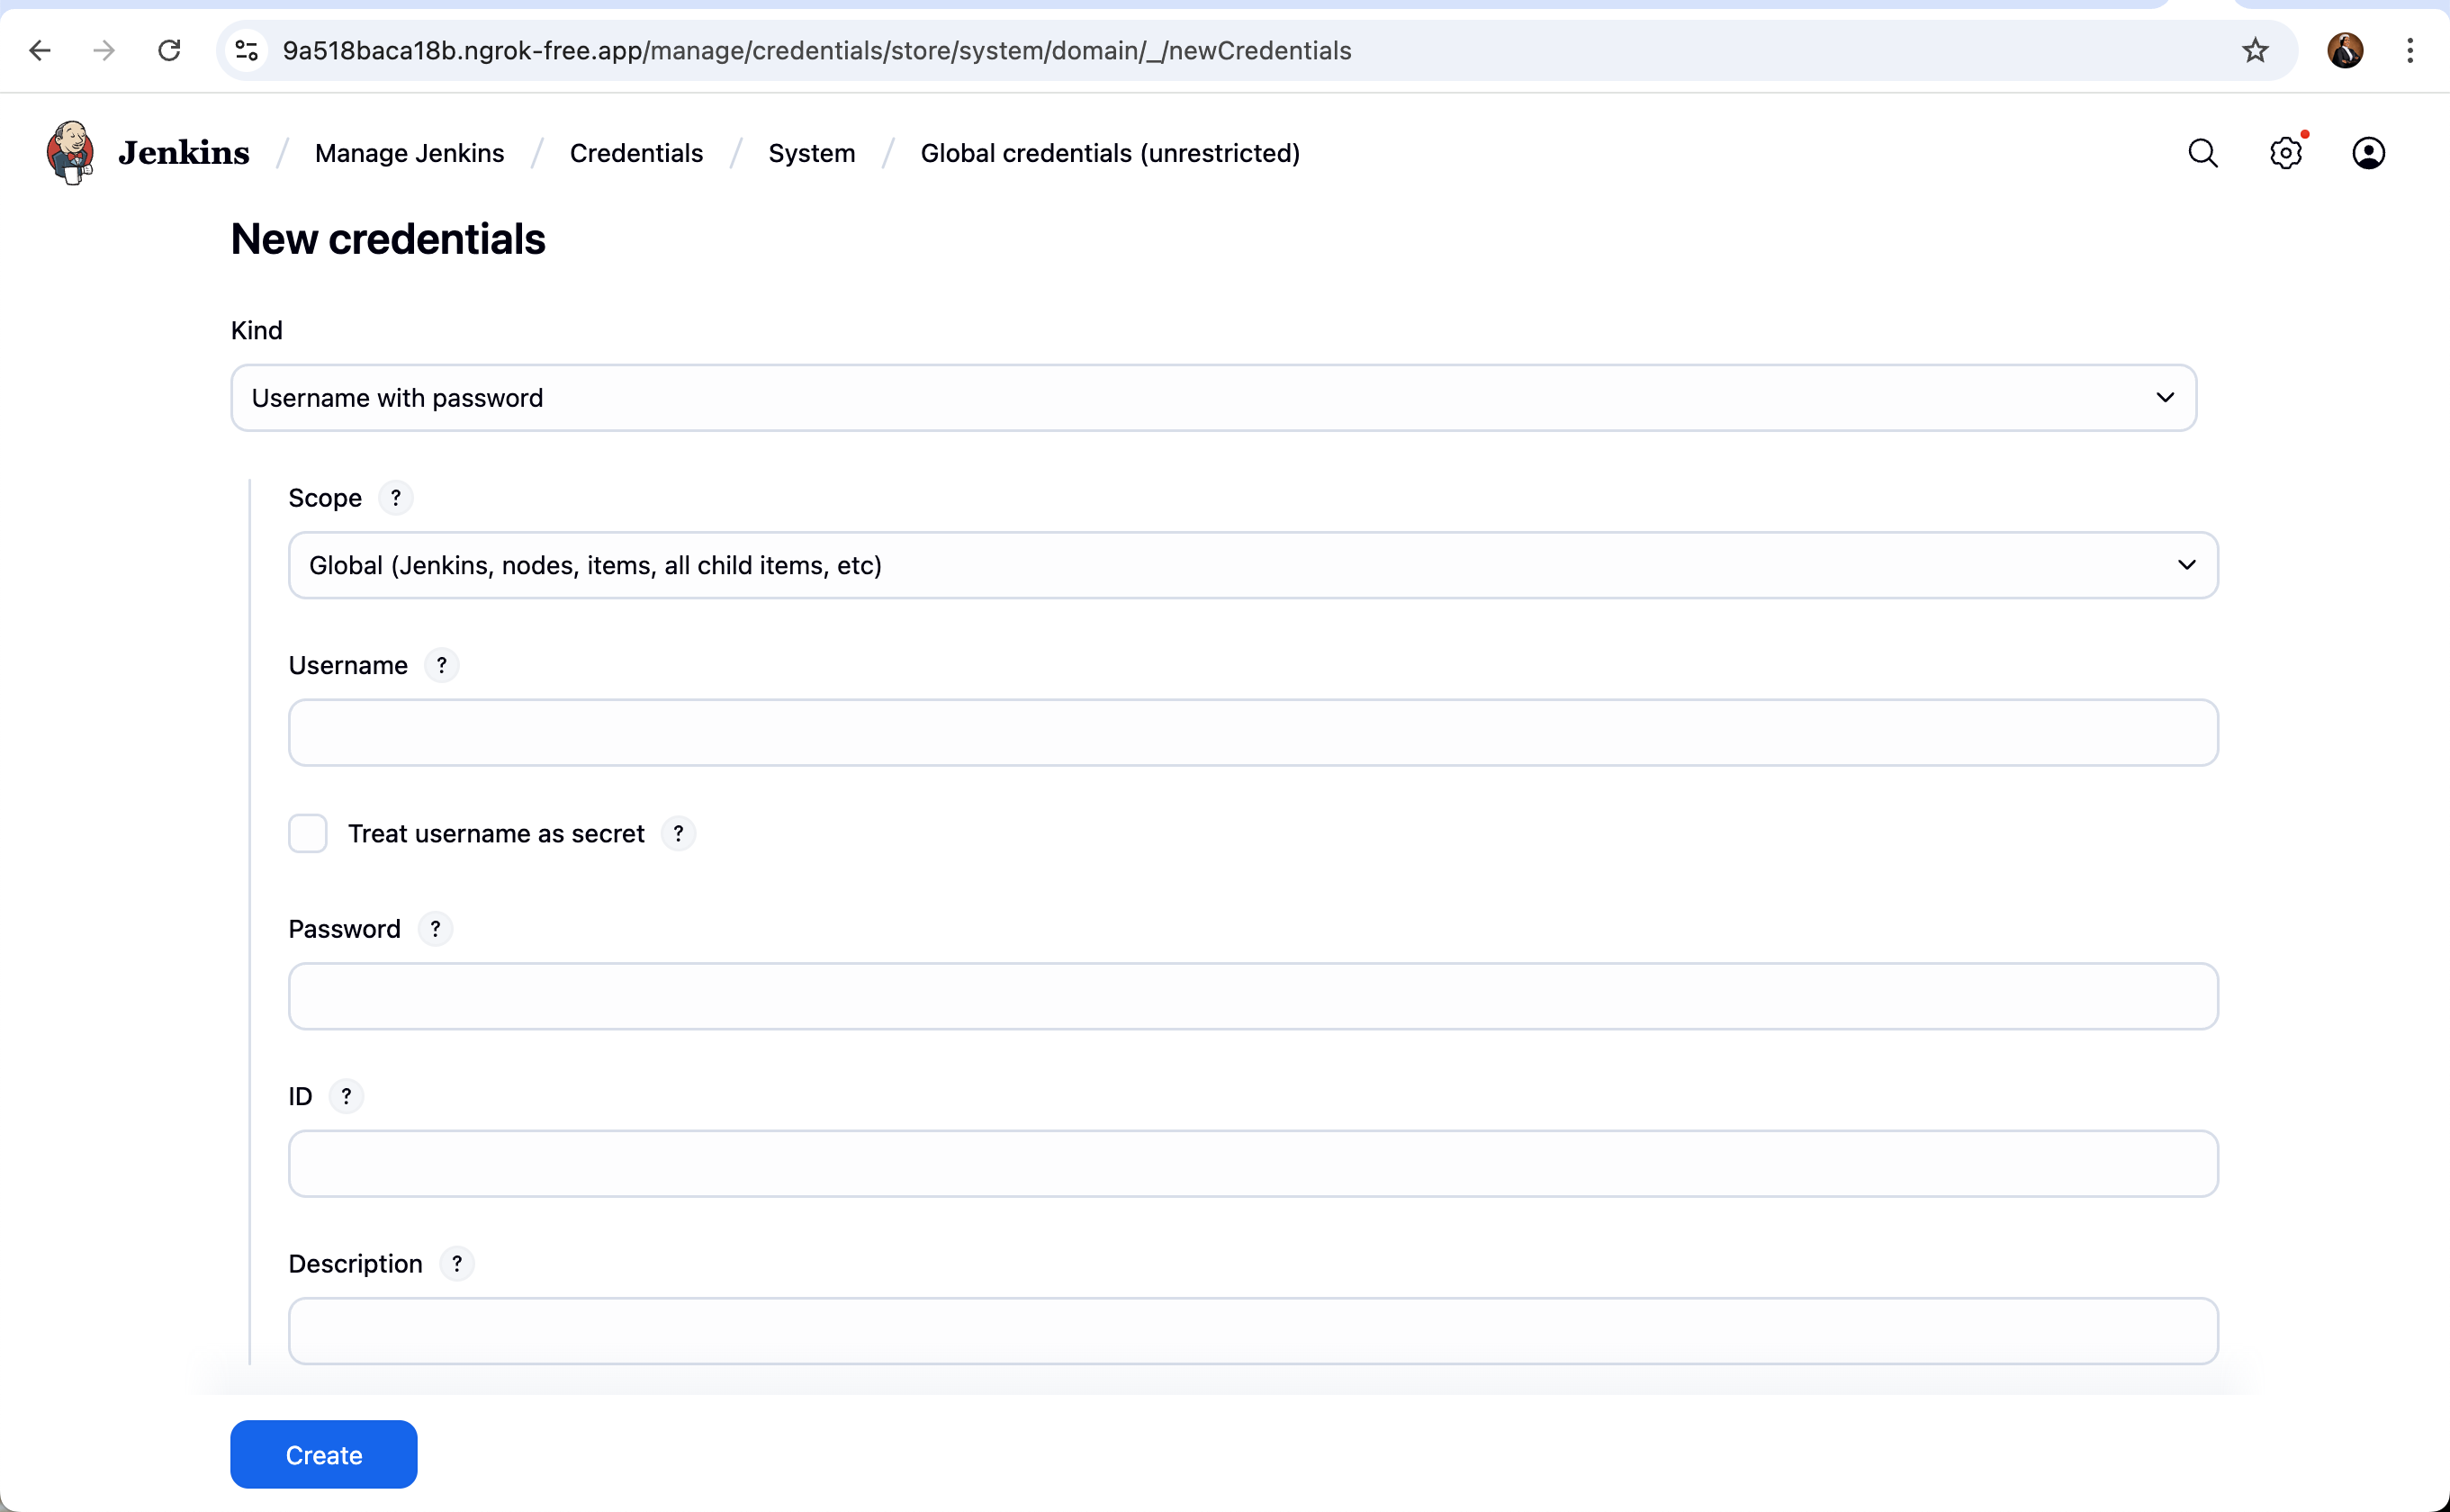 9a518baca18b.ngrok-free.app/manage/credentials/store/system/domain/_/newCredentials
Jenkins / Manage Jenkins / Credentials / System / Global credentials (unrestricted)
New credentials
Kind
Username with password
Scope ?
Global (Jenkins, nodes, items, all child items, etc)
Username ?
Treat username as secret ?
Password ?
ID ?
Description ?
Create